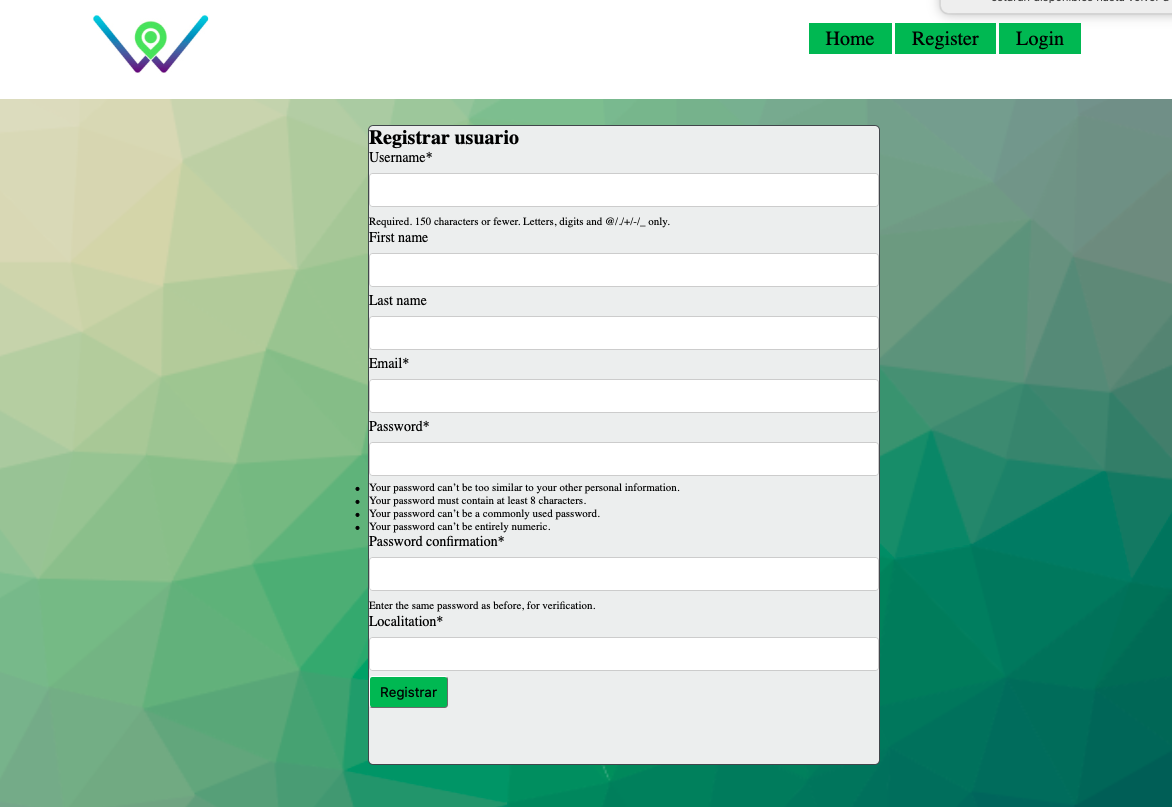 Home Register Login
Registrar usuario
Username*
Required. 150 characters or fewer. Letters, digits and @/./+/-/_ only.
First name
Last name
Email*
Password*
Your password can’t be too similar to your other personal information.
Your password must contain at least 8 characters.
Your password can’t be a commonly used password.
Your password can’t be entirely numeric.
Password confirmation*
Enter the same password as before, for verification.
Localitation*
Registrar